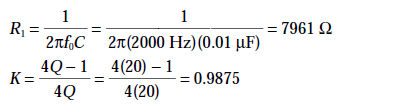 R₁ = 1 / 2πf₀C = 1 / 2π(2000 Hz)(0.01 μF) = 7961 Ω
K = 4Q – 1 / 4Q = 4(20) – 1 / 4(20) = 0.9875